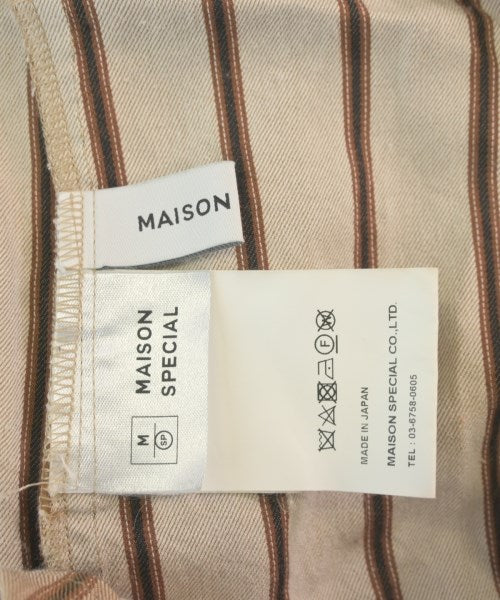 MAISON
MAISON
SPECIAL
M
SP
F
MADE IN JAPAN
MAISON SPECIAL CO.,LTD.
TEL : 03-6758-0605